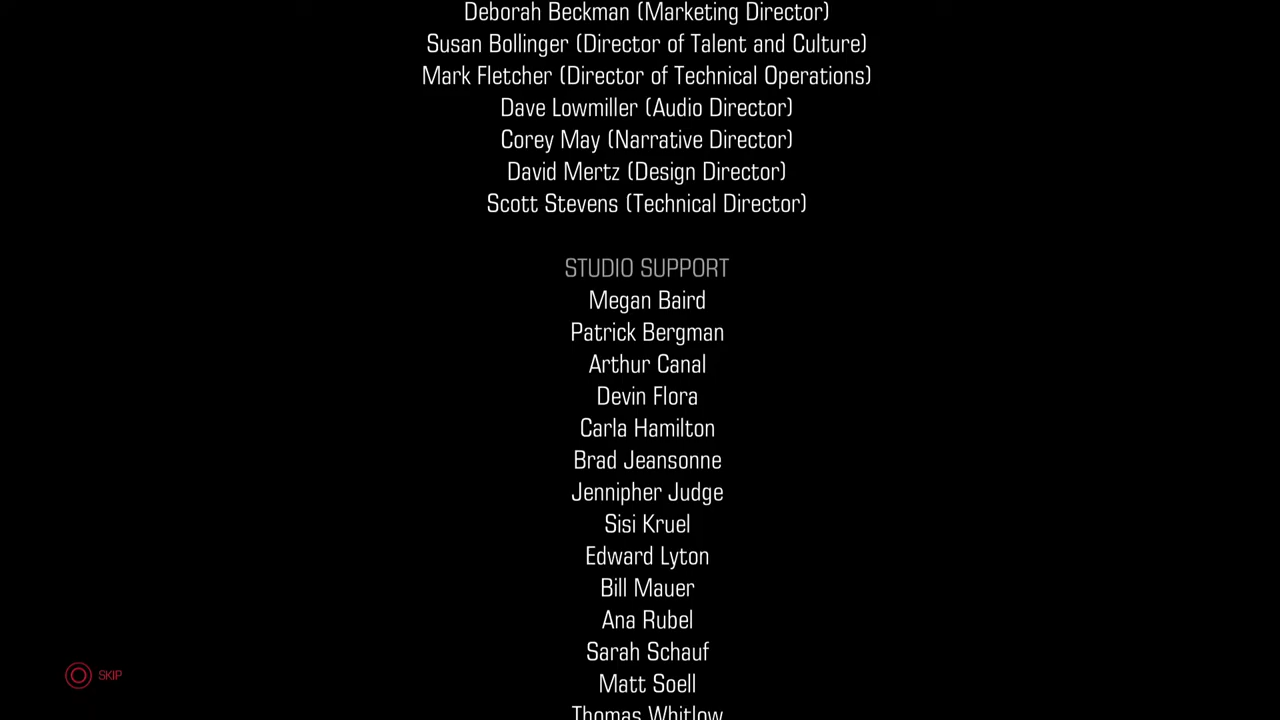 Deborah Beckman (Marketing Director)
Susan Bollinger (Director of Talent and Culture)
Mark Fletcher (Director of Technical Operations)
Dave Lowmiller (Audio Director)
Corey May (Narrative Director)
David Mertz (Design Director)
Scott Stevens (Technical Director)
STUDIO SUPPORT
Megan Baird
Patrick Bergman
Arthur Canal
Devin Flora
Carla Hamilton
Brad Jeansonne
Jennipher Judge
Sisi Kruel
Edward Lyton
Bill Mauer
Ana Rubel
Sarah Schauf
Matt Soell
Thomas Whitlow
SKIP